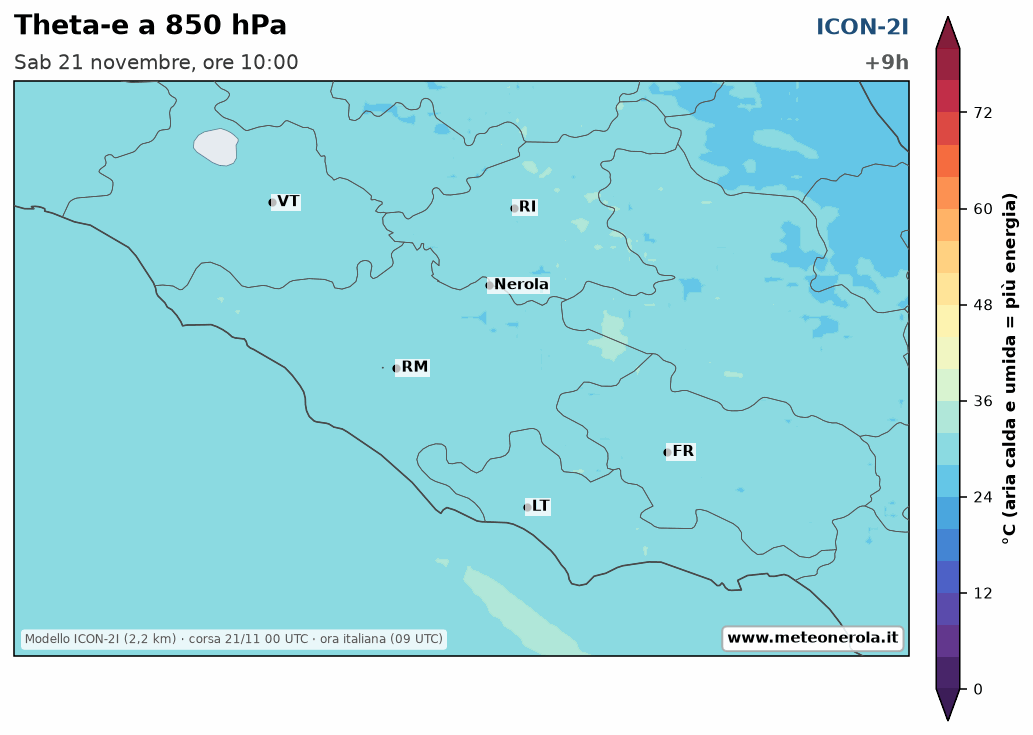 Theta-e a 850 hPa
ICON-2I
Sab 21 novembre, ore 10:00
+9h
VT
RI
Nerola
RM
FR
LT
Modello ICON-2I (2,2 km) · corsa 21/11 00 UTC · ora italiana (09 UTC)
www.meteonerola.it
72
60
48
36
24
12
0
°C (aria calda e umida = più energia)